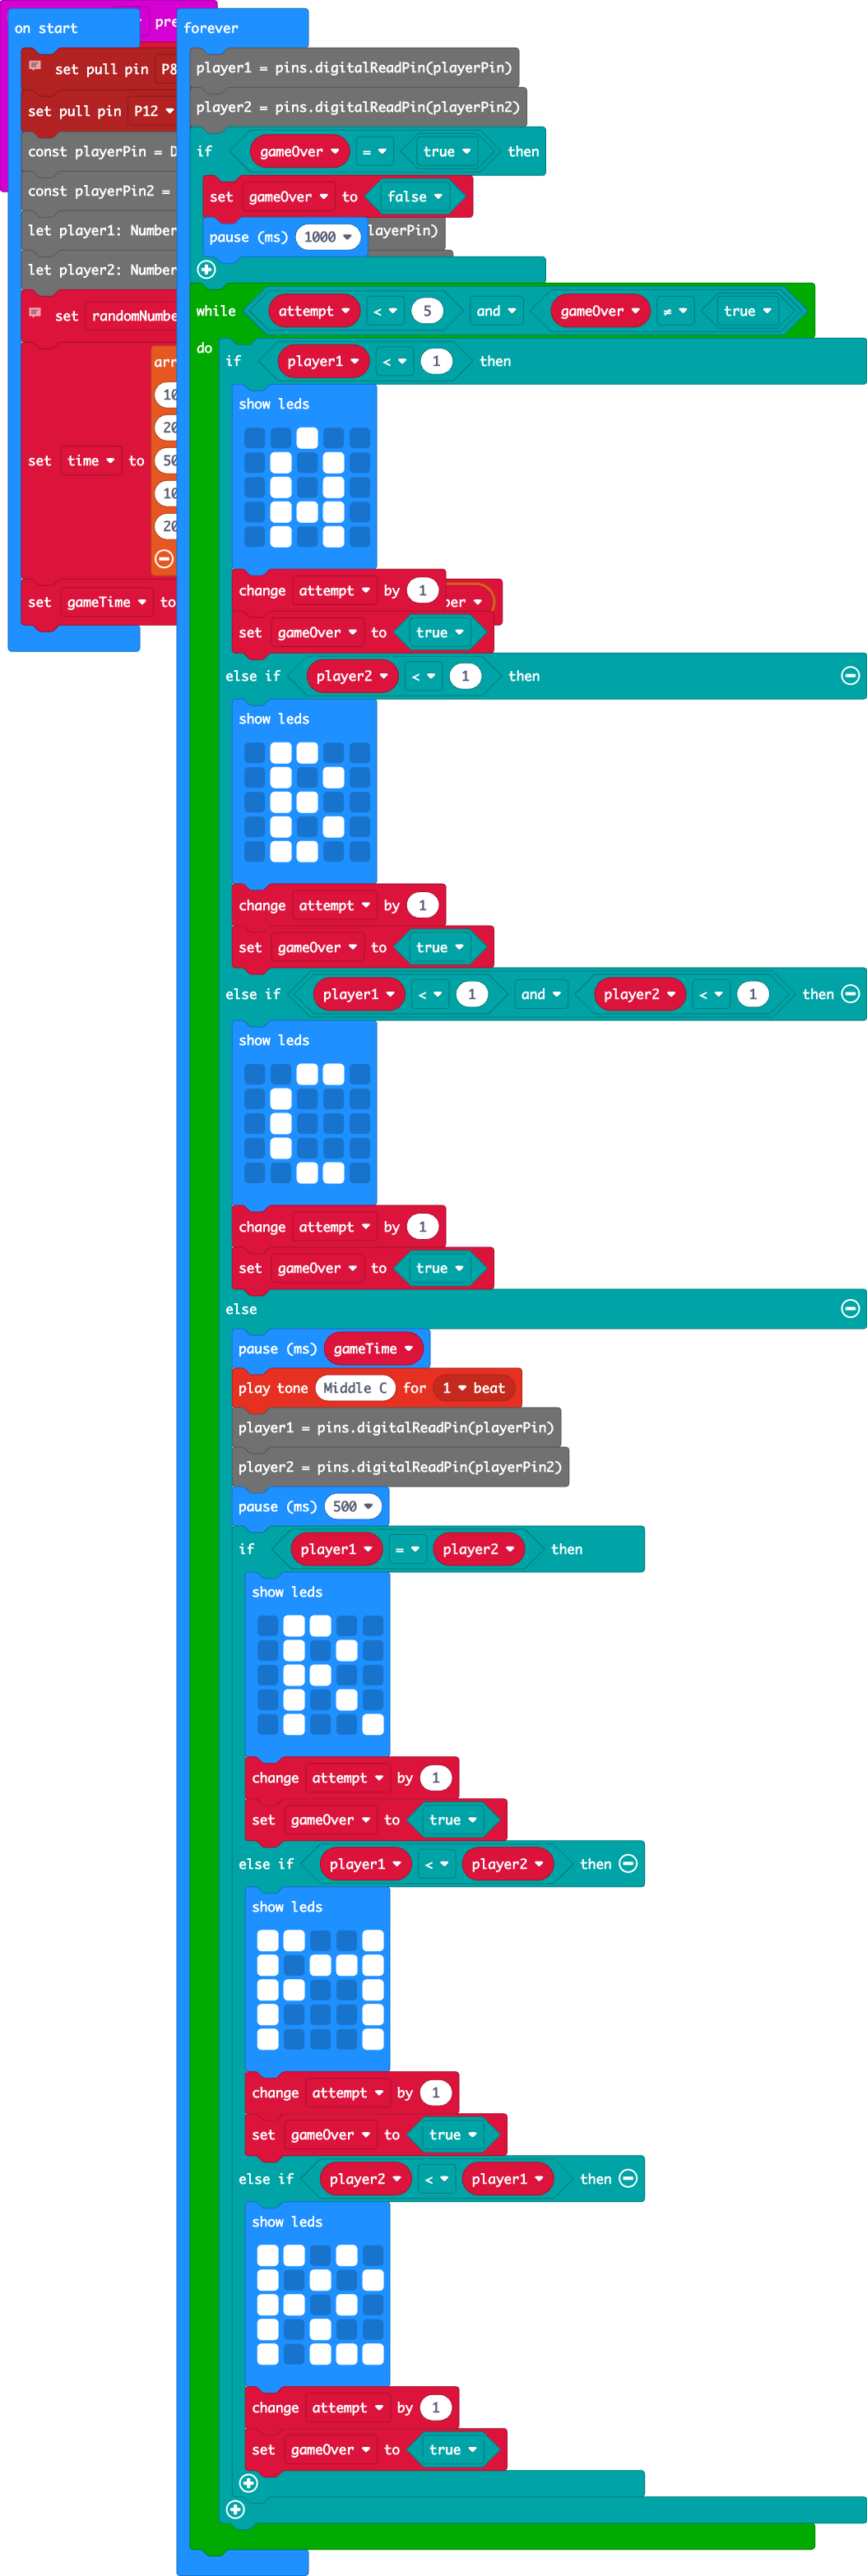 on start
pre
set pull pin P8
set pull pin P12
const playerPin = D
const playerPin2 =
let player1: Number
let player2: Number
set randomNumbe
set time to
arr
10
20
50
10
20
set gameTime to
forever
player1 = pins.digitalReadPin(playerPin)
player2 = pins.digitalReadPin(playerPin2)
if gameOver = true then
set gameOver to false
layerPin)
pause (ms) 1000
while attempt < 5 and gameOver ≠ true
do
if player1 < 1 then
show leds
change attempt by 1
ber
set gameOver to true
else if player2 < 1 then
show leds
change attempt by 1
set gameOver to true
else if player1 < 1 and player2 < 1 then
show leds
change attempt by 1
set gameOver to true
else
pause (ms) gameTime
play tone Middle C for 1 beat
player1 = pins.digitalReadPin(playerPin)
player2 = pins.digitalReadPin(playerPin2)
pause (ms) 500
if player1 = player2 then
show leds
change attempt by 1
set gameOver to true
else if player1 < player2 then
show leds
change attempt by 1
set gameOver to true
else if player2 < player1 then
show leds
change attempt by 1
set gameOver to true